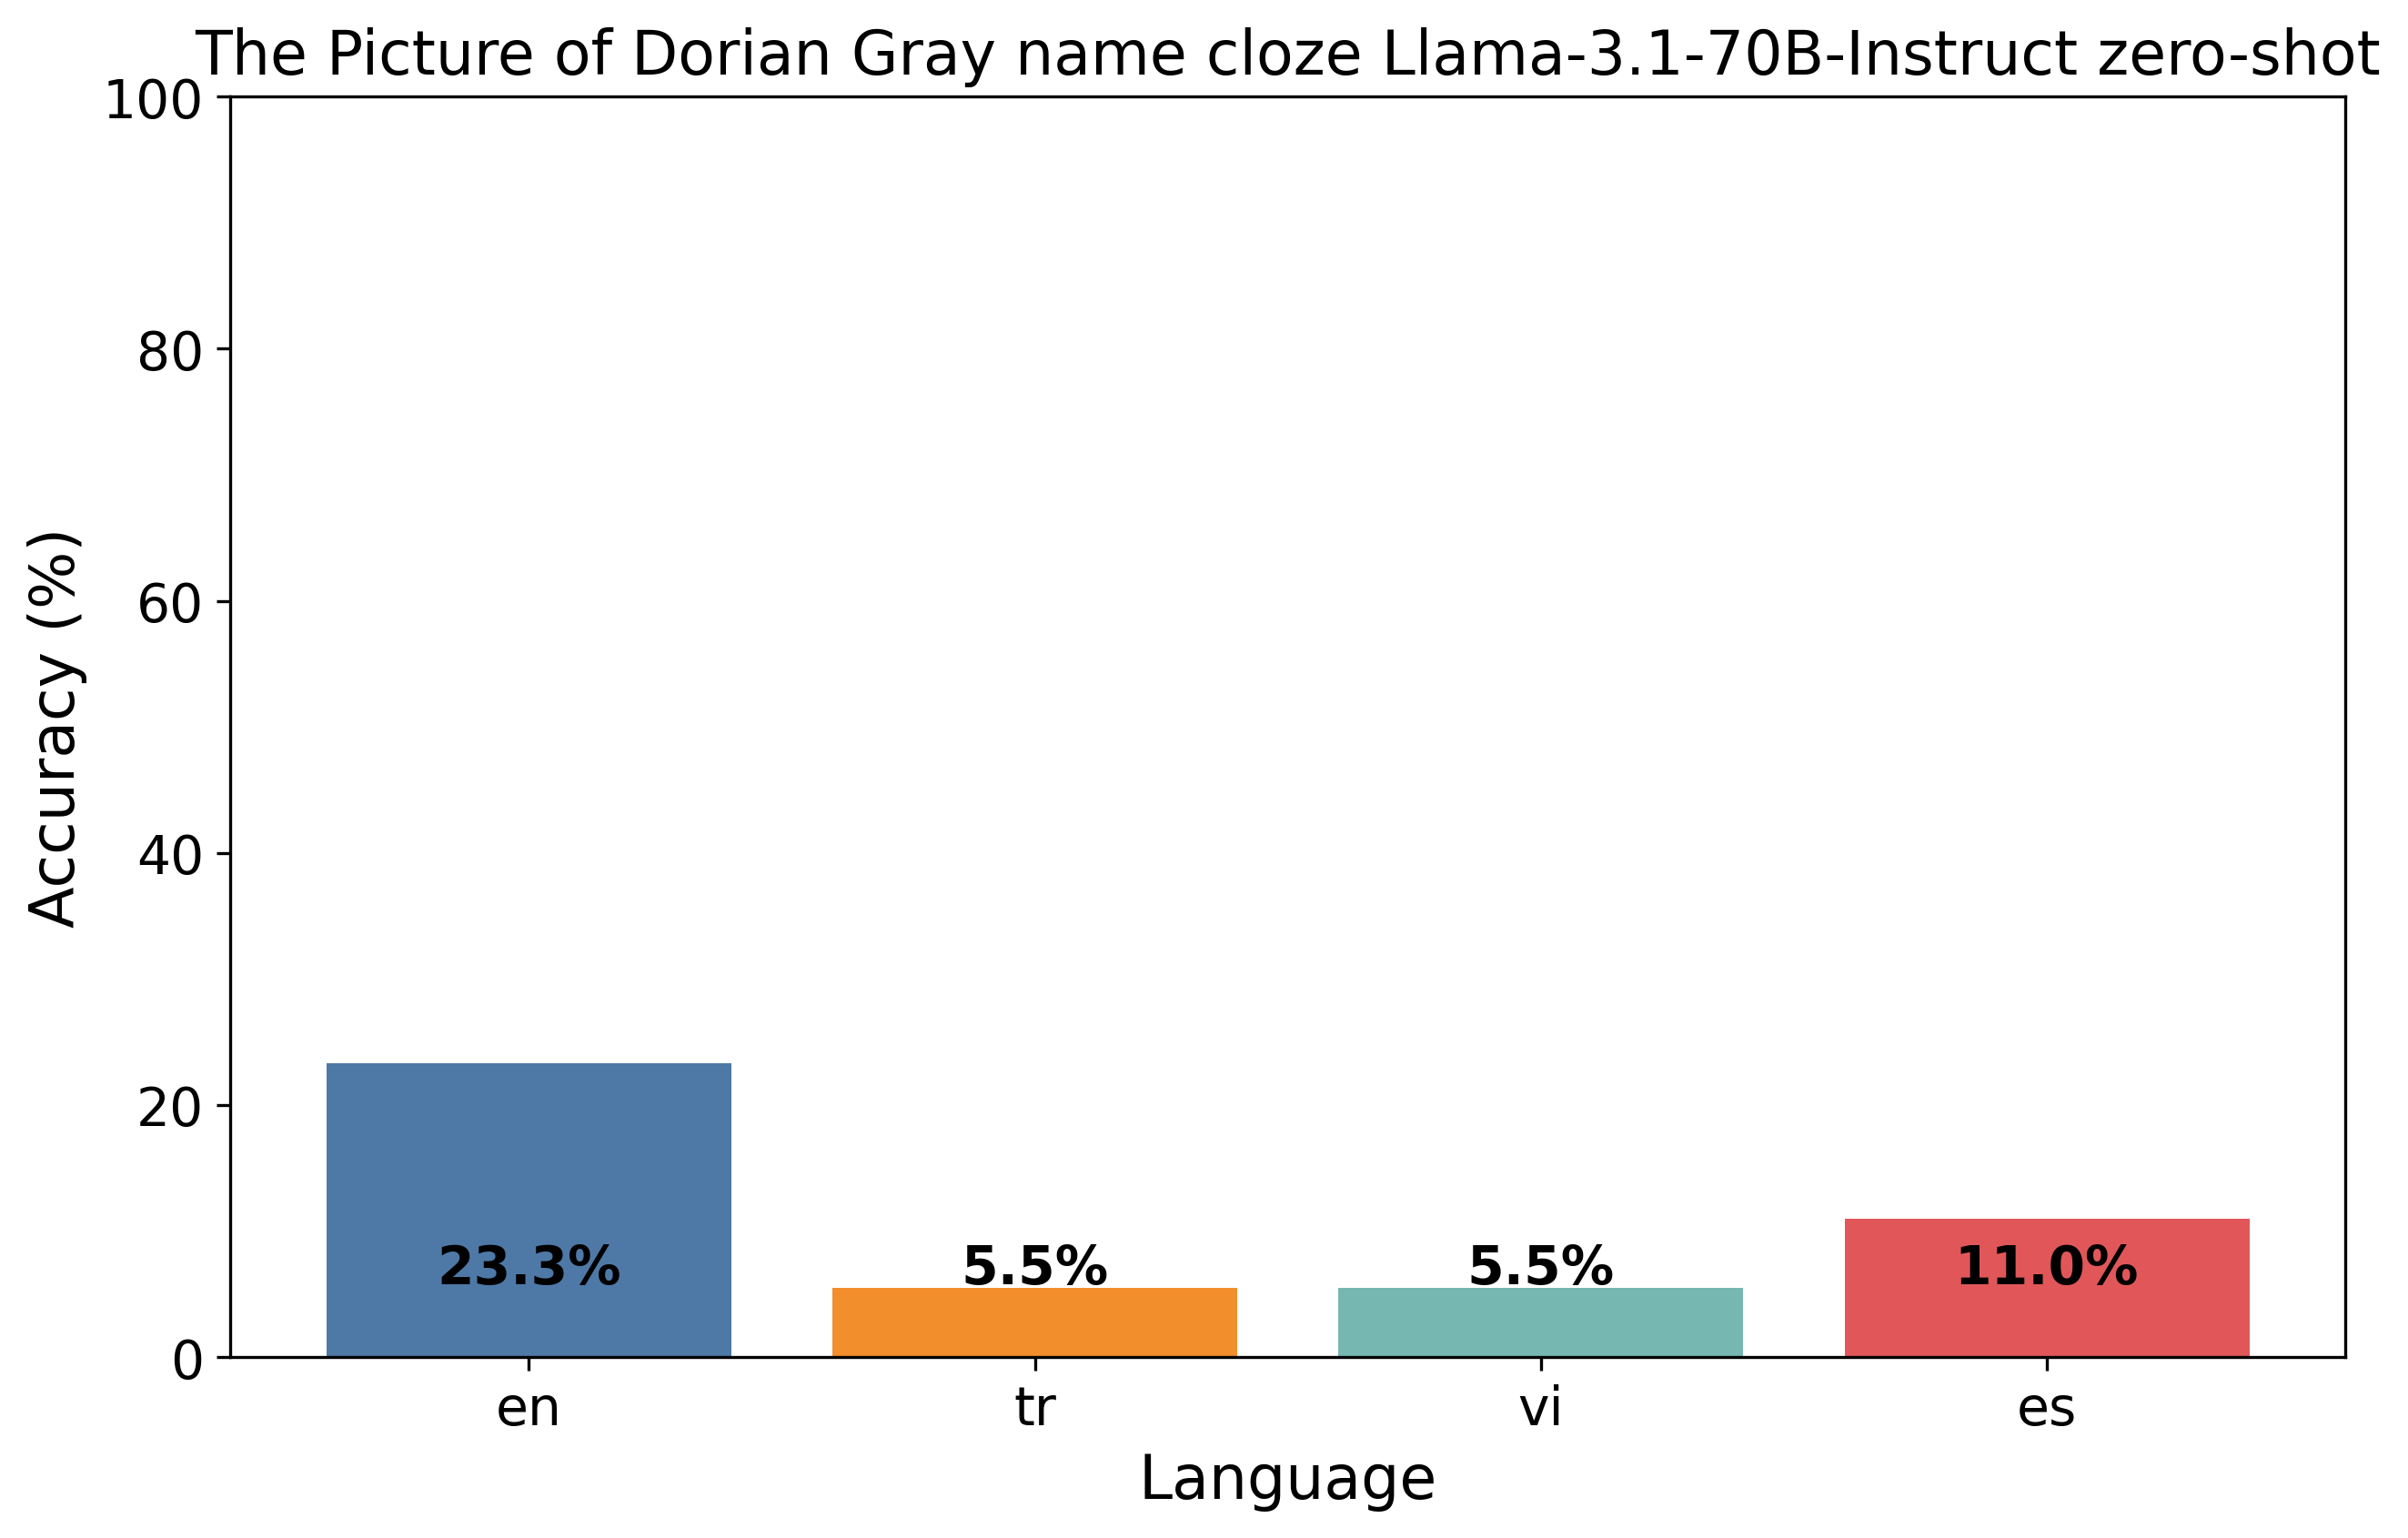 The Picture of Dorian Gray name cloze Llama-3.1-70B-Instruct zero-shot
100
80
60
40
20
0
Accuracy (%)
23.3%
5.5%
5.5%
11.0%
en
tr
vi
es
Language